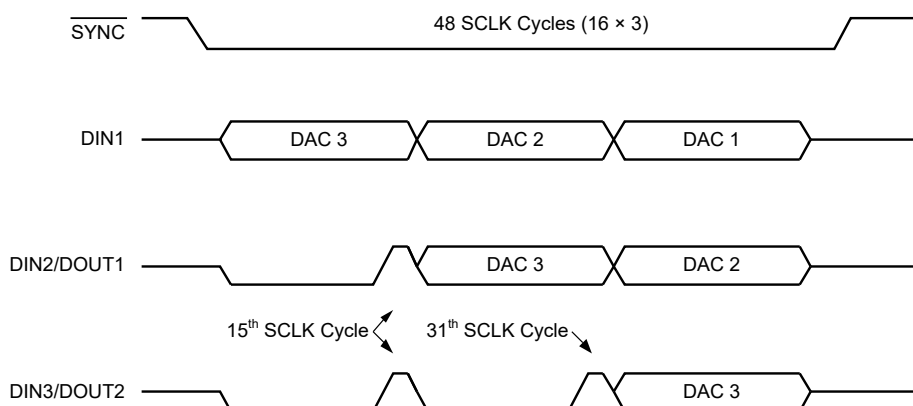 SYNC
48 SCLK Cycles (16 × 3)
DIN1
DAC 3
DAC 2
DAC 1
DIN2/DOUT1
DAC 3
DAC 2
15th SCLK Cycle
31th SCLK Cycle
DIN3/DOUT2
DAC 3